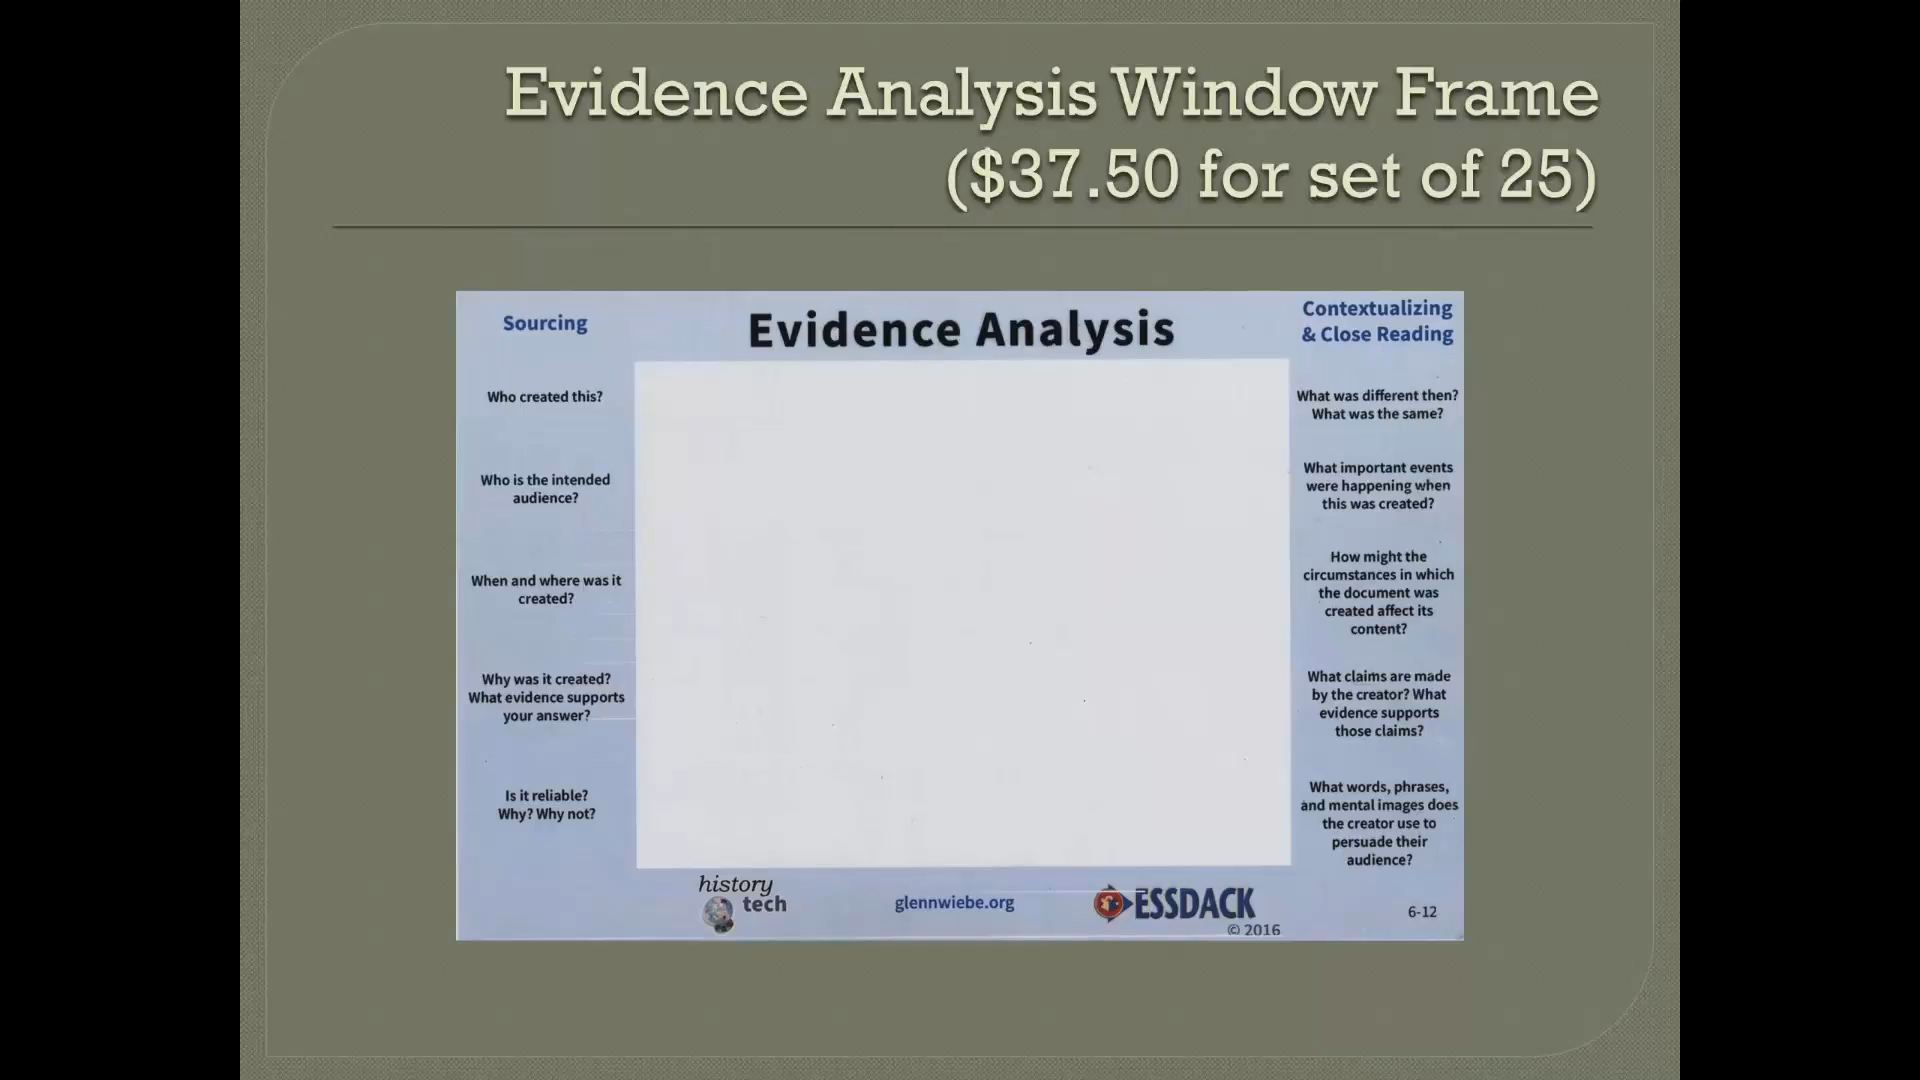 Evidence Analysis Window Frame
($37.50 for set of 25)
Evidence Analysis
Sourcing
Who created this?
Who is the intended
audience?
When and where was it
created?
Why was it created?
What evidence supports
your answer?
Is it reliable?
Why? Why not?
Contextualizing
& Close Reading
What was different then?
What was the same?
What important events
were happening when
this was created?
How might the
circumstances in which
the document was
created affect its
content?
What claims are made
by the creator? What
evidence supports
those claims?
What words, phrases,
and mental images does
the creator use to
persuade their
audience?
history
tech
glennwiebe.org
ESSDACK
© 2016
6-12